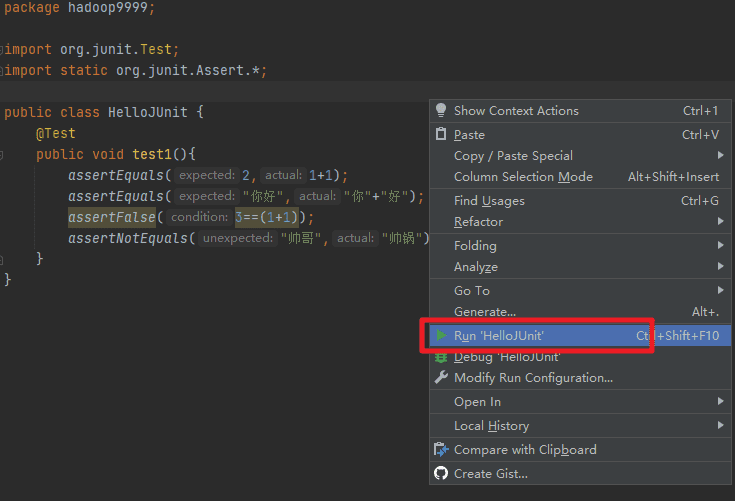 package hadoop9999;
import org.junit.Test;
import static org.junit.Assert.*;
public class HelloJUnit {
@Test
public void test1(){
assertEquals( expected: 2, actual: 1+1);
assertEquals( expected: "你好", actual: "你"+"好");
assertFalse( condition: 3==(1+1));
assertNotEquals( unexpected: "帅哥", actual: "帅锅")
}
}
Show Context Actions Ctrl+1
Paste Ctrl+V
Copy / Paste Special
Column Selection Mode Alt+Shift+Insert
Find Usages Ctrl+G
Refactor
Folding
Analyze
Go To
Generate... Alt+.
Run 'HelloJUnit' Ctrl+Shift+F10
Debug 'HelloJUnit'
Modify Run Configuration...
Open In
Local History
Compare with Clipboard
Create Gist...